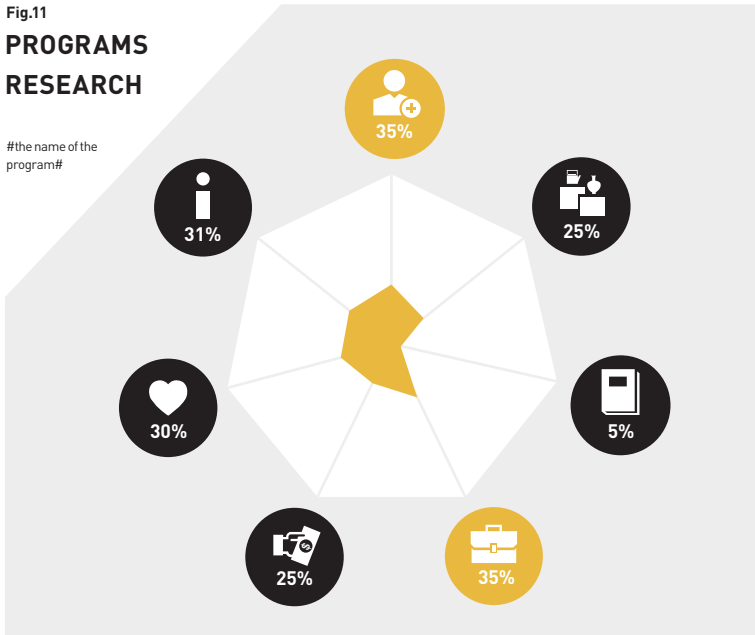 Fig.11
PROGRAMS
RESEARCH
#the name of the
program#
35%
31%
25%
30%
5%
25%
35%